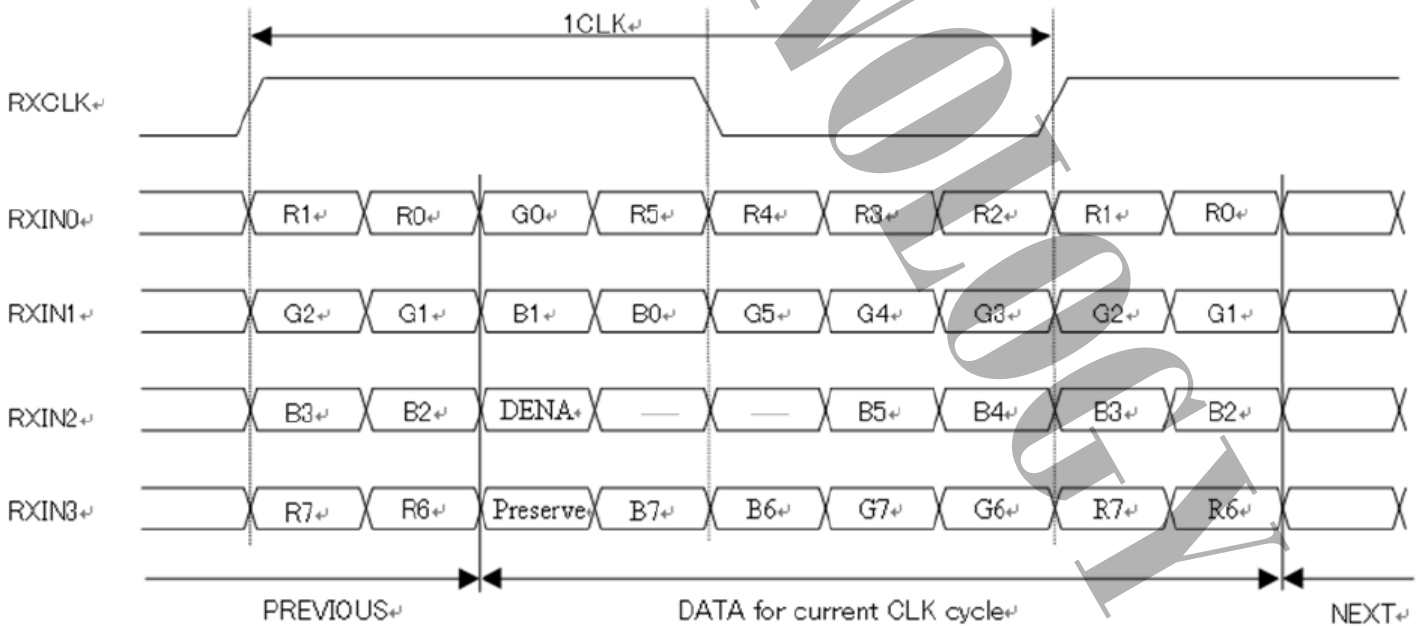 1CLK↵
RXCLK↵
RXIN0↵ R1↵ R0↵ G0↵ R5↵ R4↵ R3↵ R2↵ R1↵ R0↵
RXIN1↵ G2↵ G1↵ B1↵ B0↵ G5↵ G4↵ G3↵ G2↵ G1↵
RXIN2↵ B3↵ B2↵ DENA↵ — — B5↵ B4↵ B3↵ B2↵
RXIN3↵ R7↵ R6↵ Preserve↵ B7↵ B6↵ G7↵ G6↵ R7↵ R6↵
PREVIOUS↵ DATA for current CLK cycle↵ NEXT↵
NOLOGY